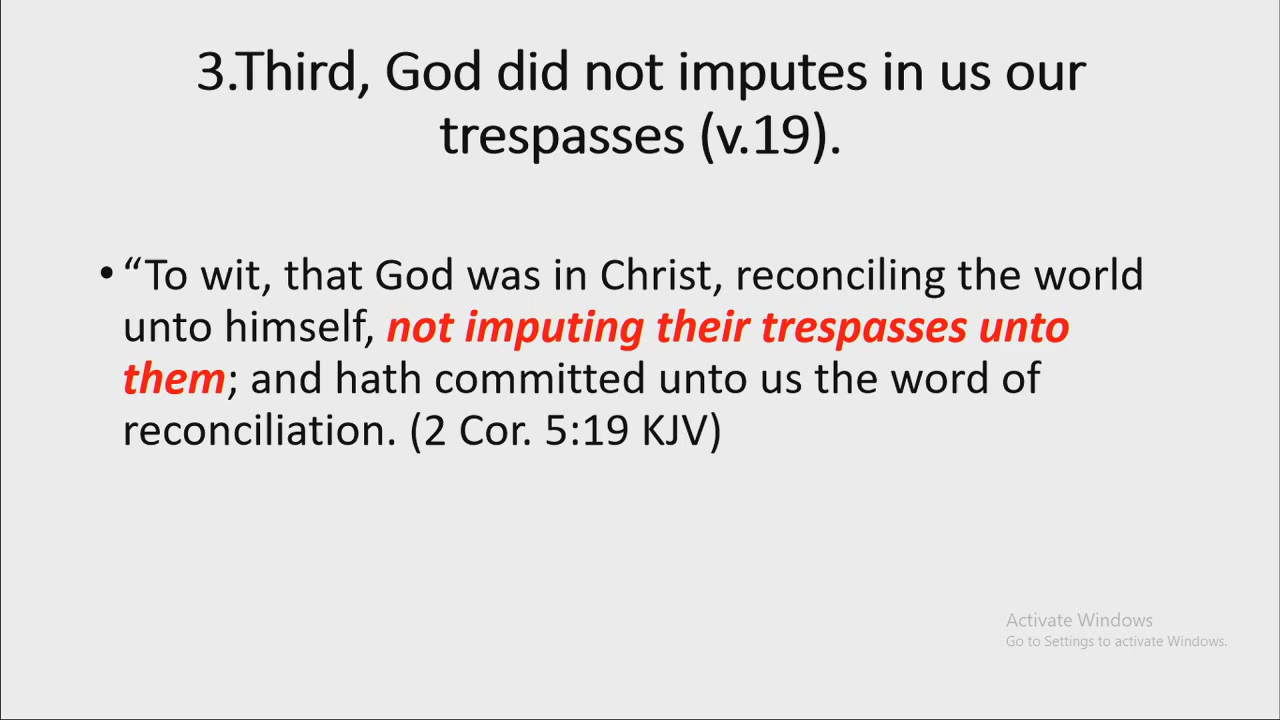 3.Third, God did not imputes in us our
trespasses (v.19).
• “To wit, that God was in Christ, reconciling the world
unto himself, not imputing their trespasses unto
them; and hath committed unto us the word of
reconciliation. (2 Cor. 5:19 KJV)
Activate Windows
Go to Settings to activate Windows.